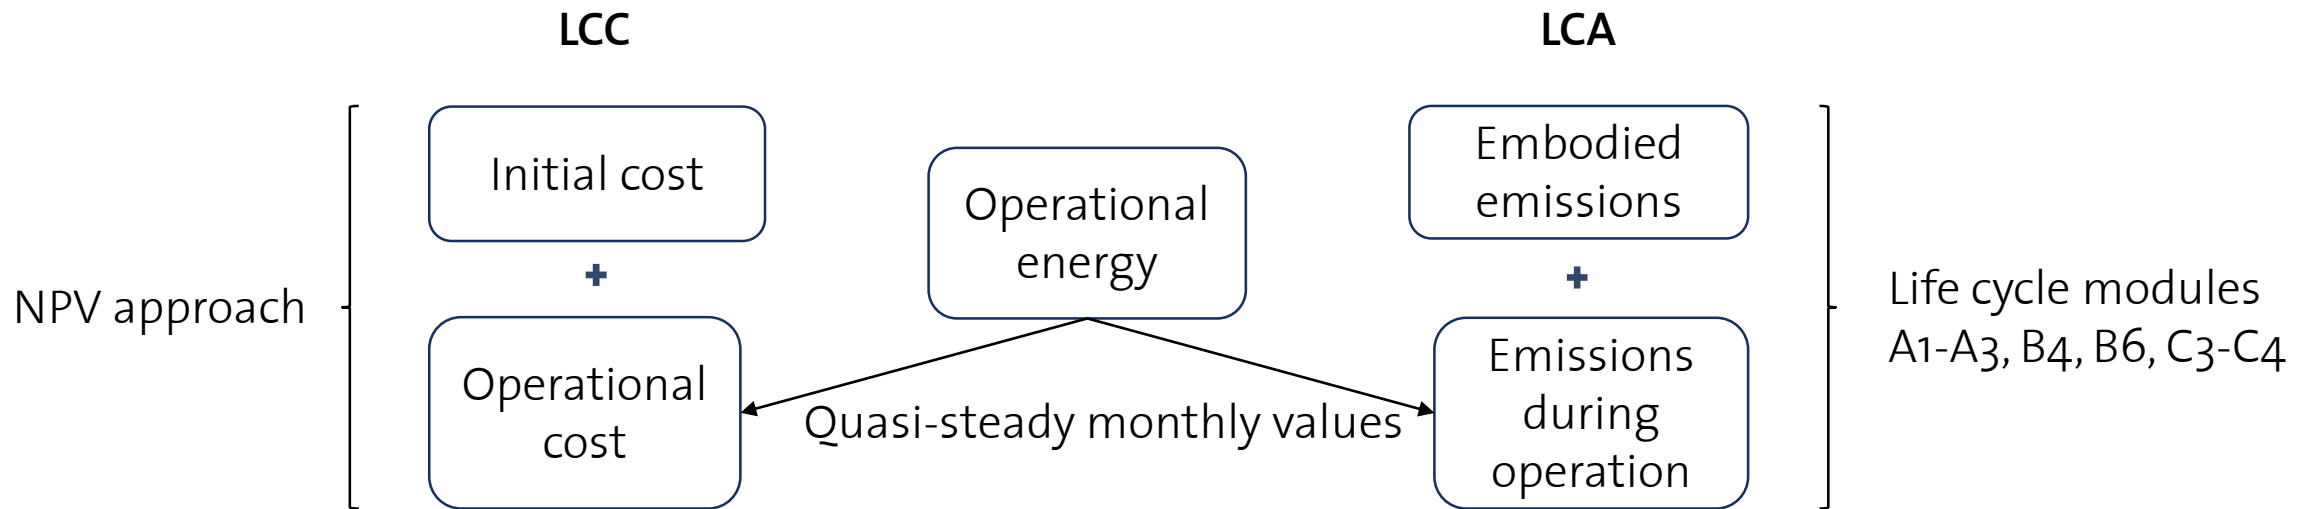 LCC
LCA
NPV approach
Initial cost
+
Operational
cost
Operational
energy
Quasi-steady monthly values
Embodied
emissions
+
Emissions
during
operation
Life cycle modules
A1-A3, B4, B6, C3-C4